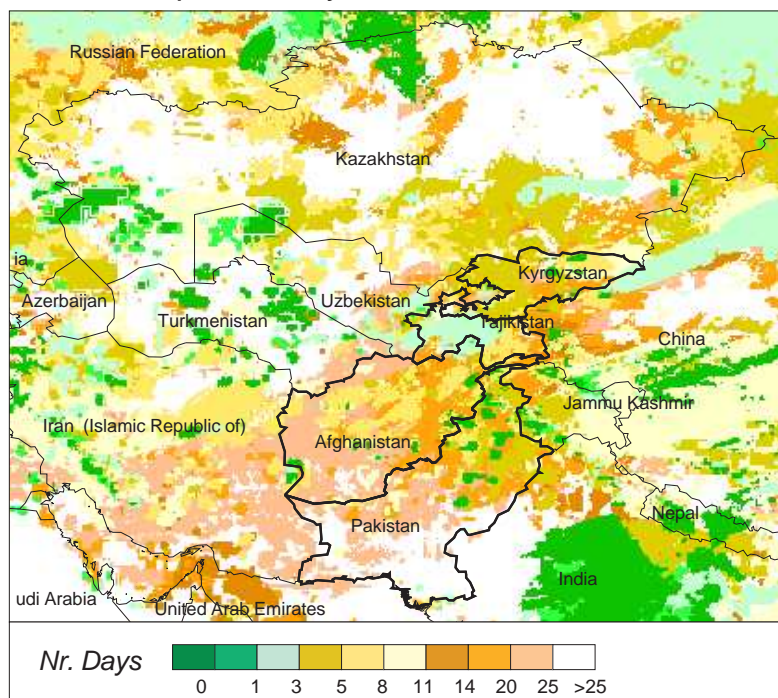 Russian Federation
Kazakhstan
ia
Kyrgyzstan
Azerbaijan
Uzbekistan
Turkmenistan
Tajikistan
China
Jammu Kashmir
Iran (Islamic Republic of)
Afghanistan
Pakistan
Nepal
India
udi Arabia
United Arab Emirates
Nr. Days
0 1 3 5 8 11 14 20 25 >25